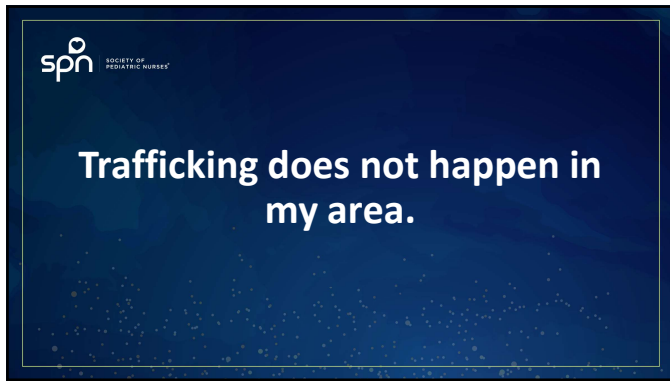 spn
SOCIETY OF
PEDIATRIC NURSES®
Trafficking does not happen in
my area.